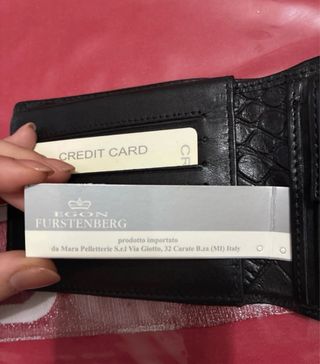 CREDIT CARD
CR
EGON
FURSTENBERG
prodotto importato
da Mara Pelletterie S.r.l Via Giotto, 32 Carate B.za (MI) Italy